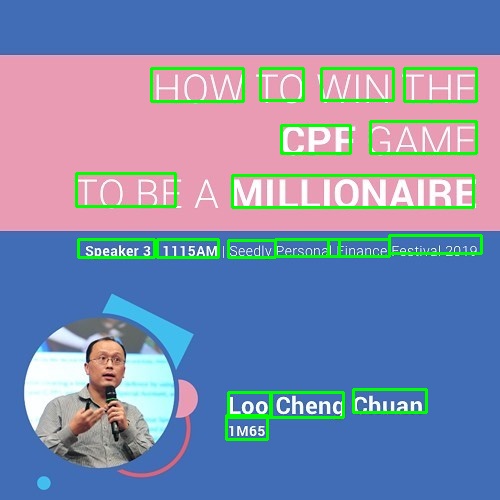 HOW TO WIN THE
CPF GAME
TO BE A MILLIONAIRE
Speaker 3 | 1115AM | Seedly Personal Finance Festival 2019
Loo Cheng Chuan
1M65